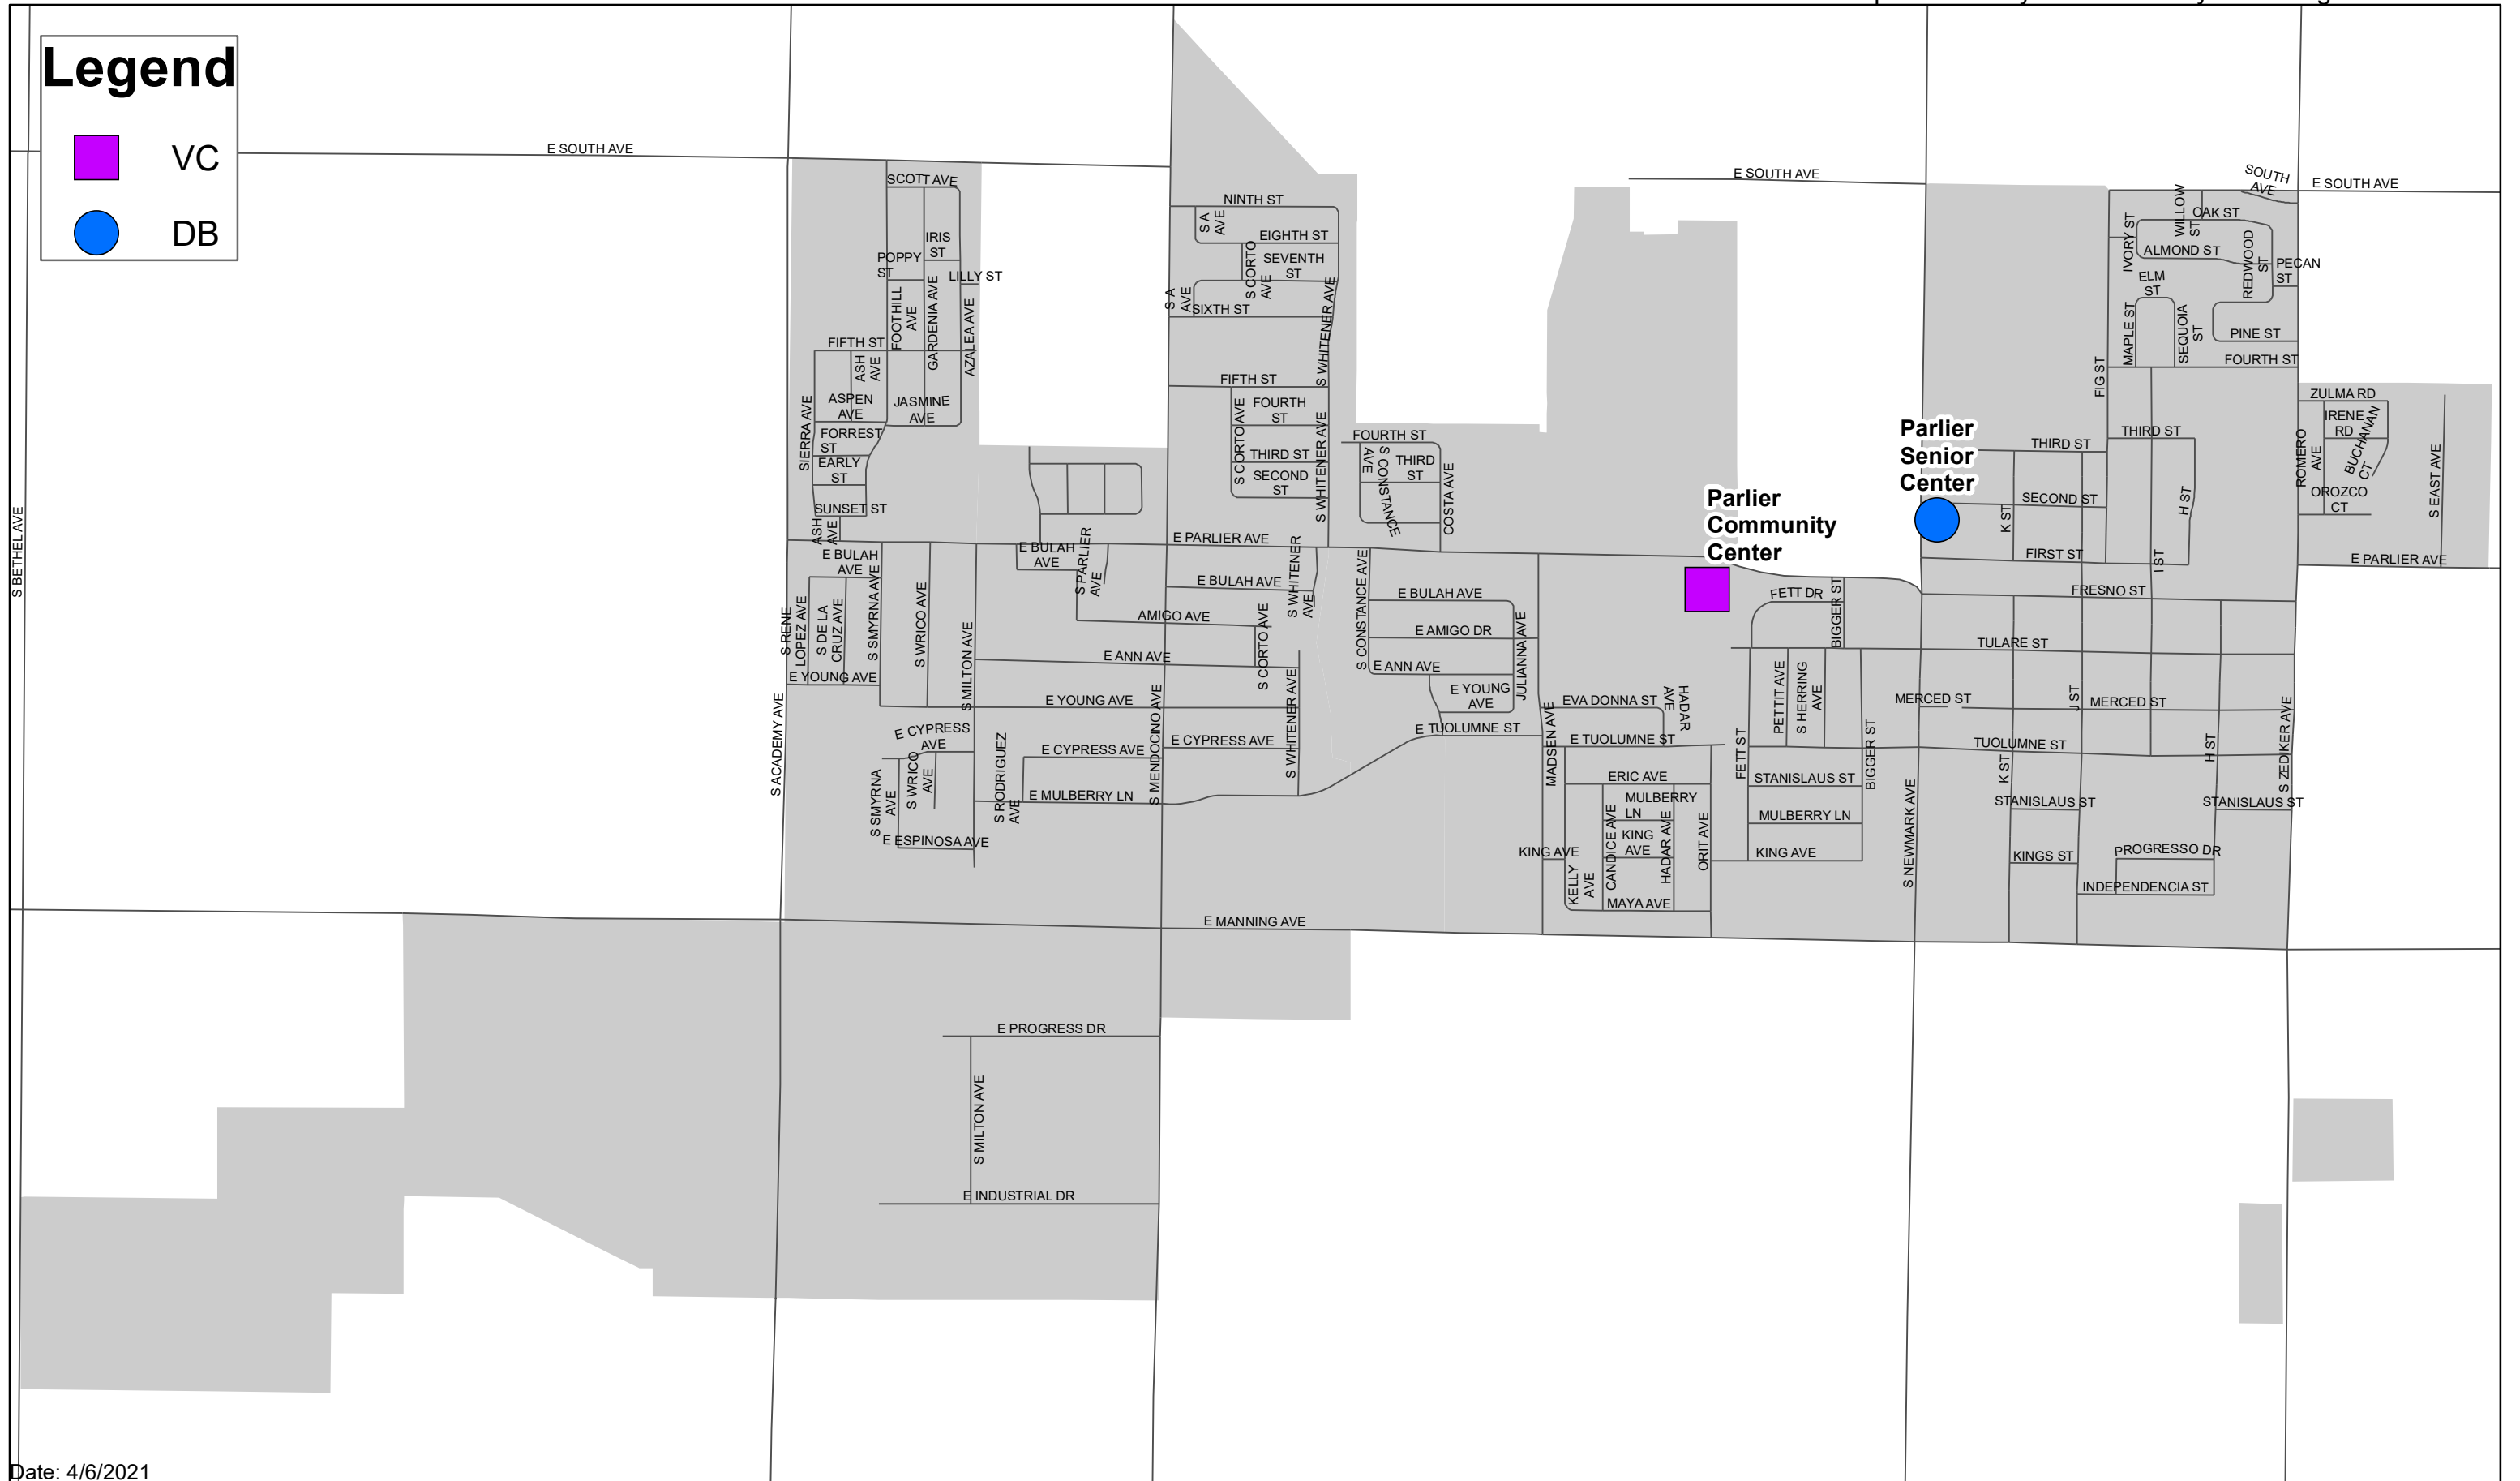 Legend
VC
DB
E SOUTH AVE
E SOUTH AVE
SOUTH
AVE
E SOUTH AVE
SCOTT AVE
IRIS
ST
POPPY
ST
LILLY ST
FOOTHILL
AVE
GARDENIA AVE
AZALEA AVE
FIFTH ST
ASH
AVE
ASPEN
AVE
JASMINE
AVE
SIERRA AVE
FORREST
ST
EARLY
ST
SUNSET ST
ASH
AVE
NINTH ST
S A
AVE
EIGHTH ST
S CORTO
AVE
SEVENTH
ST
S A
AVE
SIXTH ST
S WHITENER AVE
FIFTH ST
S CORTO AVE
FOURTH
ST
THIRD ST
SECOND
ST
S WHITENER AVE
FOURTH ST
S CONSTANCE
AVE
THIRD
ST
COSTA AVE
WILLOW
ST
OAK ST
IVORY ST
ALMOND ST
REDWOOD
ST
PECAN
ST
ELM
ST
MAPLE ST
SEQUOIA
ST
PINE ST
FOURTH ST
FIG ST
ZULMA RD
IRENE
RD
BUCHANAN
CT
ROMERO
AVE
OROZCO
CT
S EAST AVE
E PARLIER AVE
Parlier
Senior
Center
Parlier
Community
Center
THIRD ST
THIRD ST
SECOND ST
K ST
H ST
FIRST ST
I ST
FRESNO ST
S BETHEL AVE
E PARLIER AVE
E BULAH
AVE
E BULAH
AVE
S PARLIER
AVE
E BULAH AVE
S WHITENER
AVE
S RENE
LOPEZ AVE
S DE LA
CRUZ AVE
S SMYRNA AVE
S WRICO AVE
S MILTON AVE
AMIGO AVE
S CORTO AVE
E ANN AVE
E YOUNG AVE
E YOUNG AVE
S CONSTANCE AVE
E BULAH AVE
E AMIGO DR
E ANN AVE
E YOUNG
AVE
JULIANNA AVE
FETT DR
BIGGER ST
TULARE ST
PETTIT AVE
S HERRING
AVE
EVA DONNA ST
HADAR
AVE
MERCED ST
MERCED ST
J ST
S ACADEMY AVE
E CYPRESS
AVE
E CYPRESS AVE
E CYPRESS AVE
S MENDOCINO AVE
S WHITENER AVE
S SMYRNA
AVE
S WRICO
AVE
S RODRIGUEZ
AVE
E MULBERRY LN
E ESPINOSA AVE
E TUOLUMNE ST
MADSEN AVE
E TUOLUMNE ST
FETT ST
BIGGER ST
TUOLUMNE ST
H ST
S ZEDIKER AVE
ERIC AVE
STANISLAUS ST
K ST
STANISLAUS ST
STANISLAUS ST
MULBERRY
LN
MULBERRY LN
CANDICE AVE
KING
AVE
HADAR AVE
ORIT AVE
KING AVE
KING AVE
S NEWMARK AVE
KELLY
AVE
MAYA AVE
KINGS ST
PROGRESSO DR
INDEPENDENCIA ST
E MANNING AVE
E PROGRESS DR
S MILTON AVE
E INDUSTRIAL DR
Date: 4/6/2021